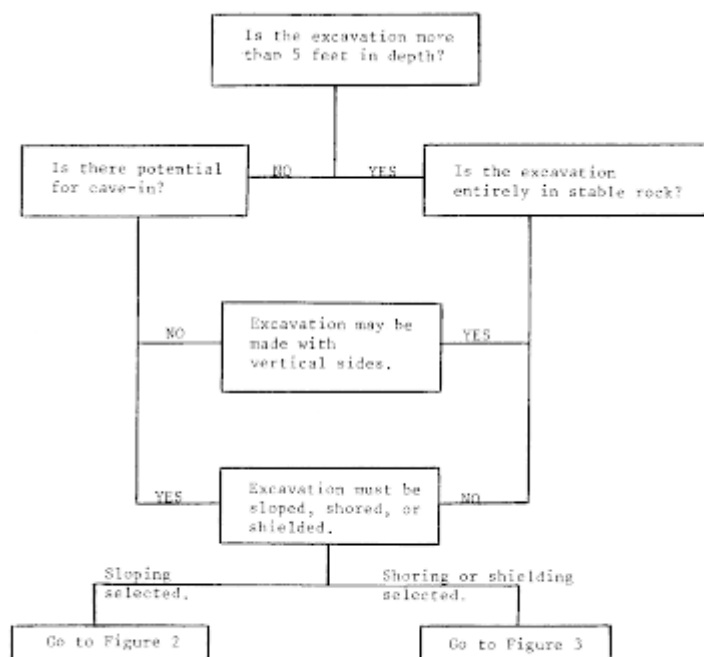 Is the excavation more
than 5 feet in depth?
Is there potential
for cave-in?
NO
YES
Is the excavation
entirely in stable rock?
NO
Excavation may be
made with
vertical sides.
YES
YES
Excavation must be
sloped, shored, or
shielded.
NO
Sloping
selected.
Shoring or shielding
selected.
Go to Figure 2
Go to Figure 3